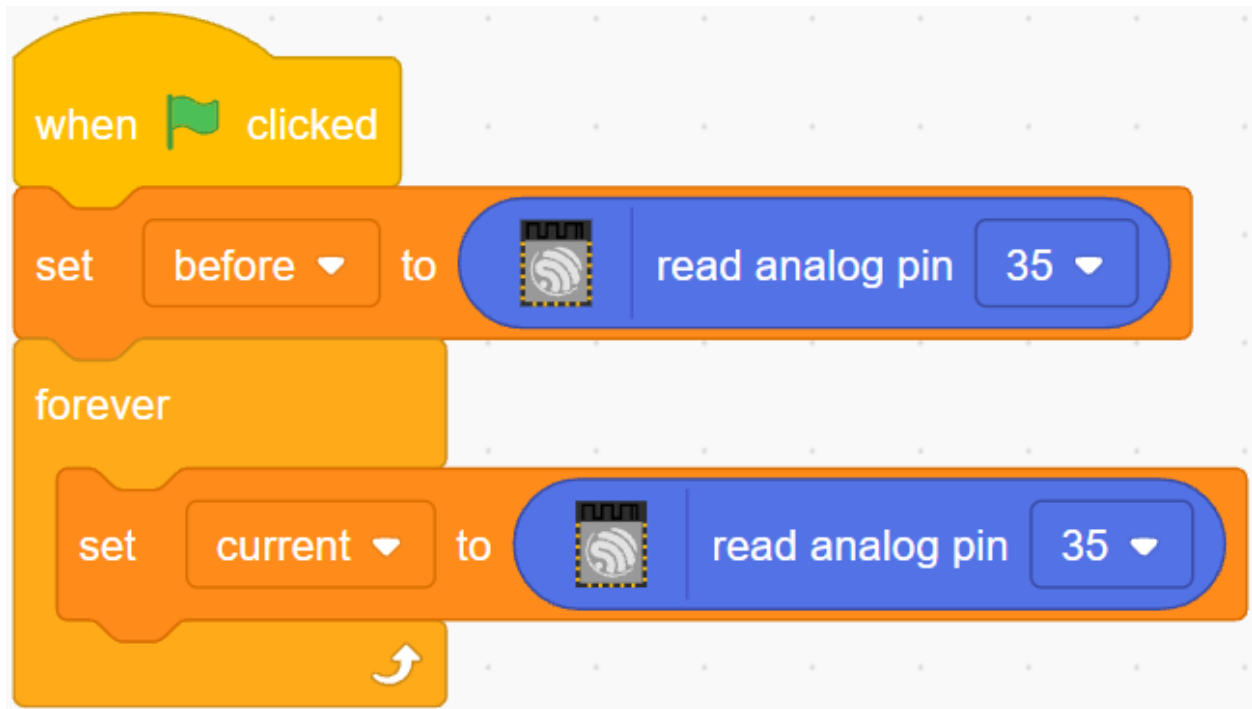 when clicked
set before to read analog pin 35
forever
set current to read analog pin 35